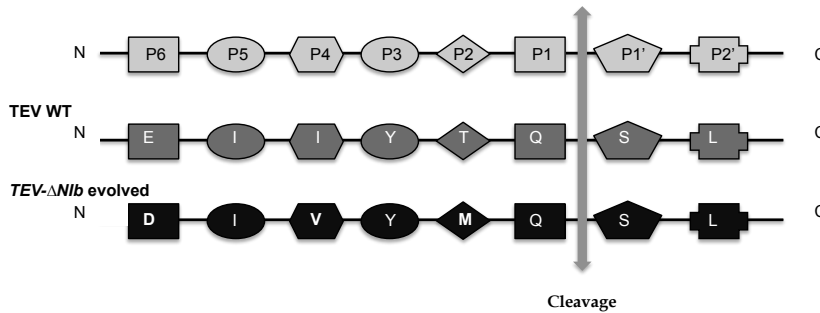 N P6 P5 P4 P3 P2 P1 P1' P2'
TEV WT
N E I I Y T Q S L
TEV-ΔNIb evolved
N D I V Y M Q S L
Cleavage